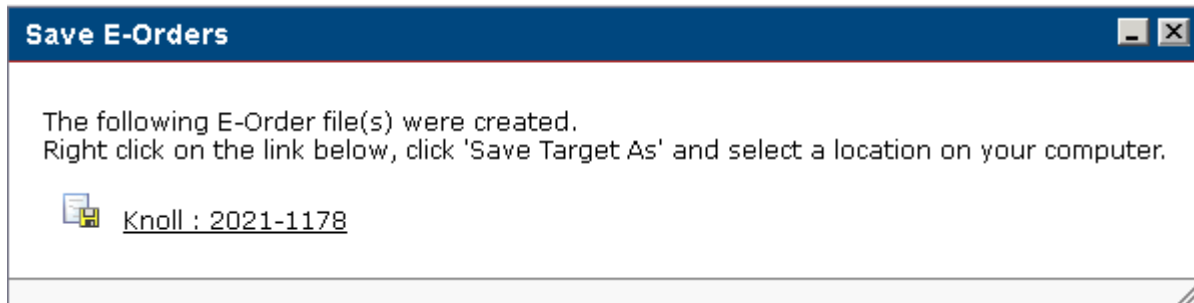 Save E-Orders
The following E-Order file(s) were created.
Right click on the link below, click 'Save Target As' and select a location on your computer.
Knoll : 2021-1178